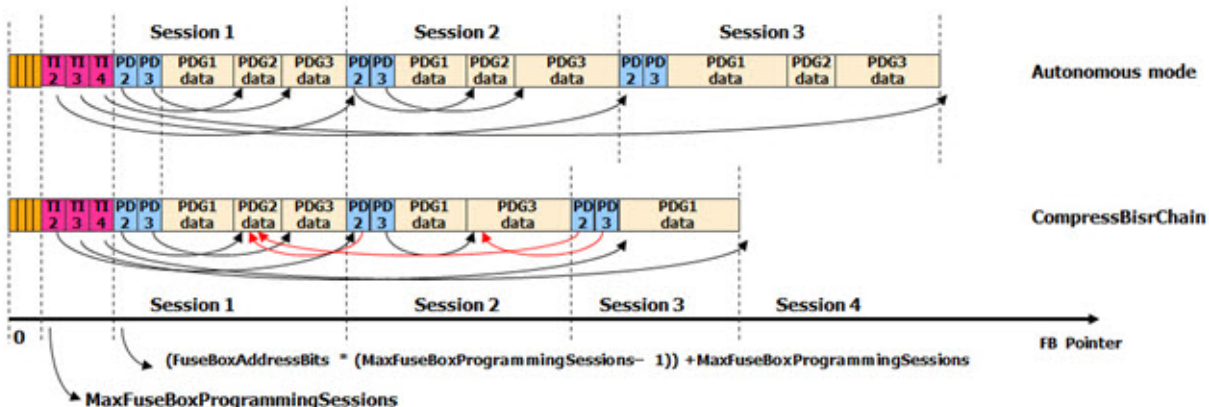 Session 1 Session 2 Session 3
TI TI TI PD PD PDG1 PDG2 PDG3 PD PD PDG1 PDG2 PDG3 PD PD PDG1 PDG2 PDG3
2 3 4 2 3 data data data 2 3 data data data 2 3 data data data
Autonomous mode
TI TI TI PD PD PDG1 PDG2 PDG3 PD PD PDG1 PDG3 PD PD PDG1
2 3 4 2 3 data data data 2 3 data data 2 3 data
CompressBisrChain
Session 1 Session 2 Session 3 Session 4
0
FB Pointer
(FuseBoxAddressBits * (MaxFuseBoxProgrammingSessions- 1)) +MaxFuseBoxProgrammingSessions
MaxFuseBoxProgrammingSessions